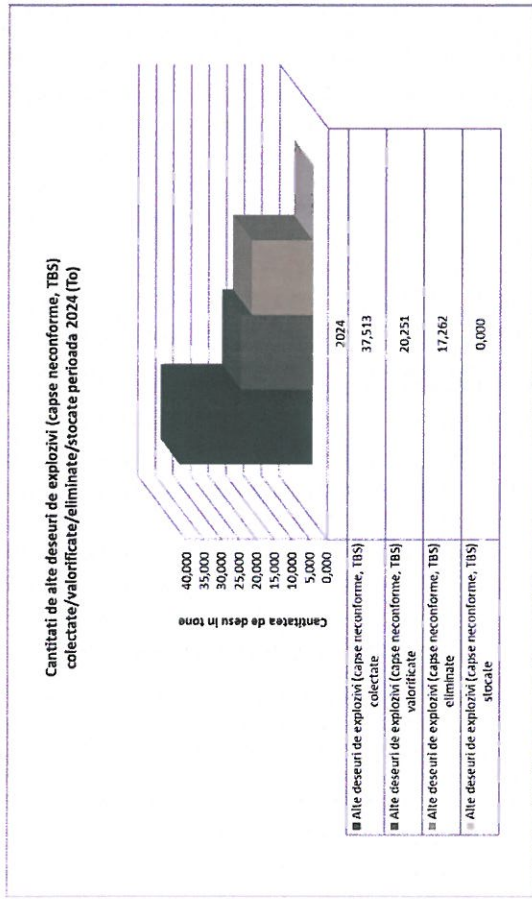 Cantitati de alte deseuri de explozivi (capse neconforme, TBS)
colectate/valorificate/eliminate/stocate perioada 2024 (To)
Cantitatea de desu in tone
40,000
35,000
30,000
25,000
20,000
15,000
10,000
5,000
0,000
2024
Alte deseuri de explozivi (capse neconforme, TBS)
colectate
37,513
Alte deseuri de explozivi (capse neconforme, TBS)
valorificate
20,251
Alte deseuri de explozivi (capse neconforme, TBS)
eliminate
17,262
Alte deseuri de explozivi (capse neconforme, TBS)
stocate
0,000